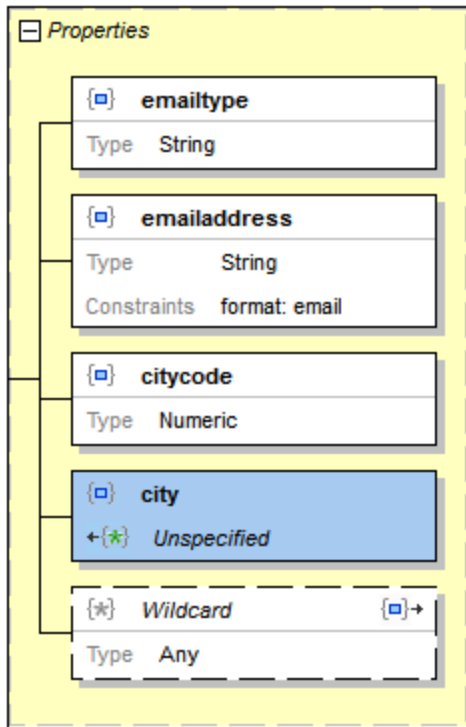 Properties
emailtype
Type String
emailaddress
Type String
Constraints format: email
citycode
Type Numeric
city
Unspecified
Wildcard
Type Any